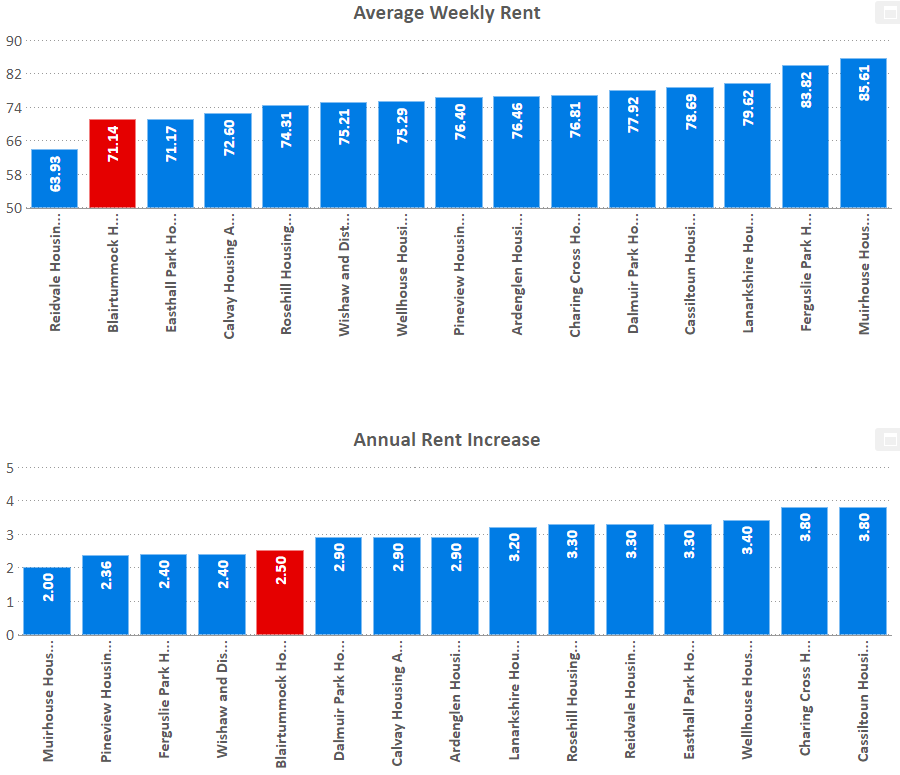 Average Weekly Rent
90
82
74
66
58
50
63.93
71.14
71.17
72.60
74.31
75.21
75.29
76.40
76.46
76.81
77.92
78.69
79.62
83.82
85.61
Reidvale Housin...
Blairtummock H...
Easthall Park Ho...
Calvay Housing A...
Rosehill Housing...
Wishaw and Dist...
Wellhouse Housi...
Pineview Housin...
Ardenglen Housi...
Charing Cross Ho...
Dalmuir Park Ho...
Cassiltoun Housi...
Lanarkshire Hou...
Ferguslie Park H...
Muirhouse Hous...
Annual Rent Increase
5
4
3
2
1
0
2.00
2.36
2.40
2.40
2.50
2.90
2.90
2.90
3.20
3.30
3.30
3.30
3.40
3.80
3.80
Muirhouse Hous...
Pineview Housin...
Ferguslie Park H...
Wishaw and Dis...
Blairtummock Ho...
Dalmuir Park Ho...
Calvay Housing A...
Ardenglen Housi...
Lanarkshire Hou...
Rosehill Housing...
Reidvale Housin...
Easthall Park Ho...
Wellhouse Hous...
Charing Cross H...
Cassiltoun Housi...